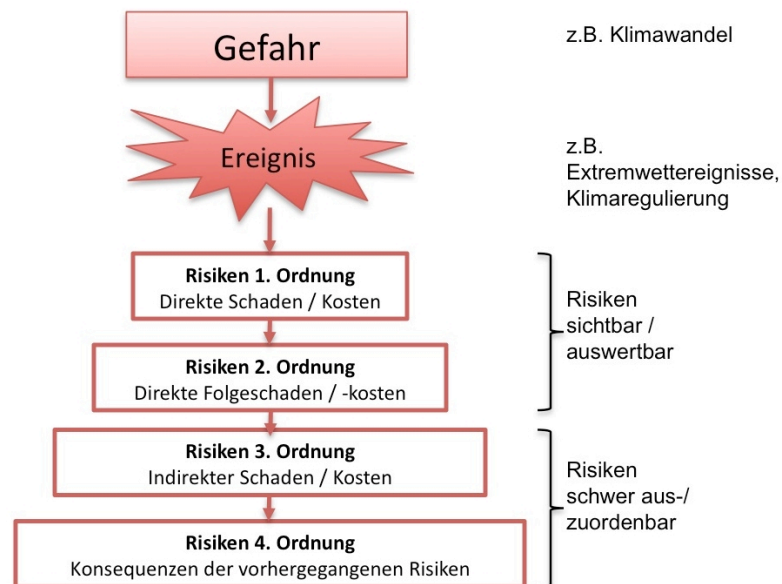 Gefahr
z.B. Klimawandel
Ereignis
z.B.
Extremwettereignisse,
Klimaregulierung
Risiken 1. Ordnung
Direkte Schaden / Kosten
Risiken 2. Ordnung
Direkte Folgeschaden / -kosten
Risiken
sichtbar /
auswertbar
Risiken 3. Ordnung
Indirekter Schaden / Kosten
Risiken 4. Ordnung
Konsequenzen der vorhergegangenen Risiken
Risiken
schwer aus-/
zuordenbar